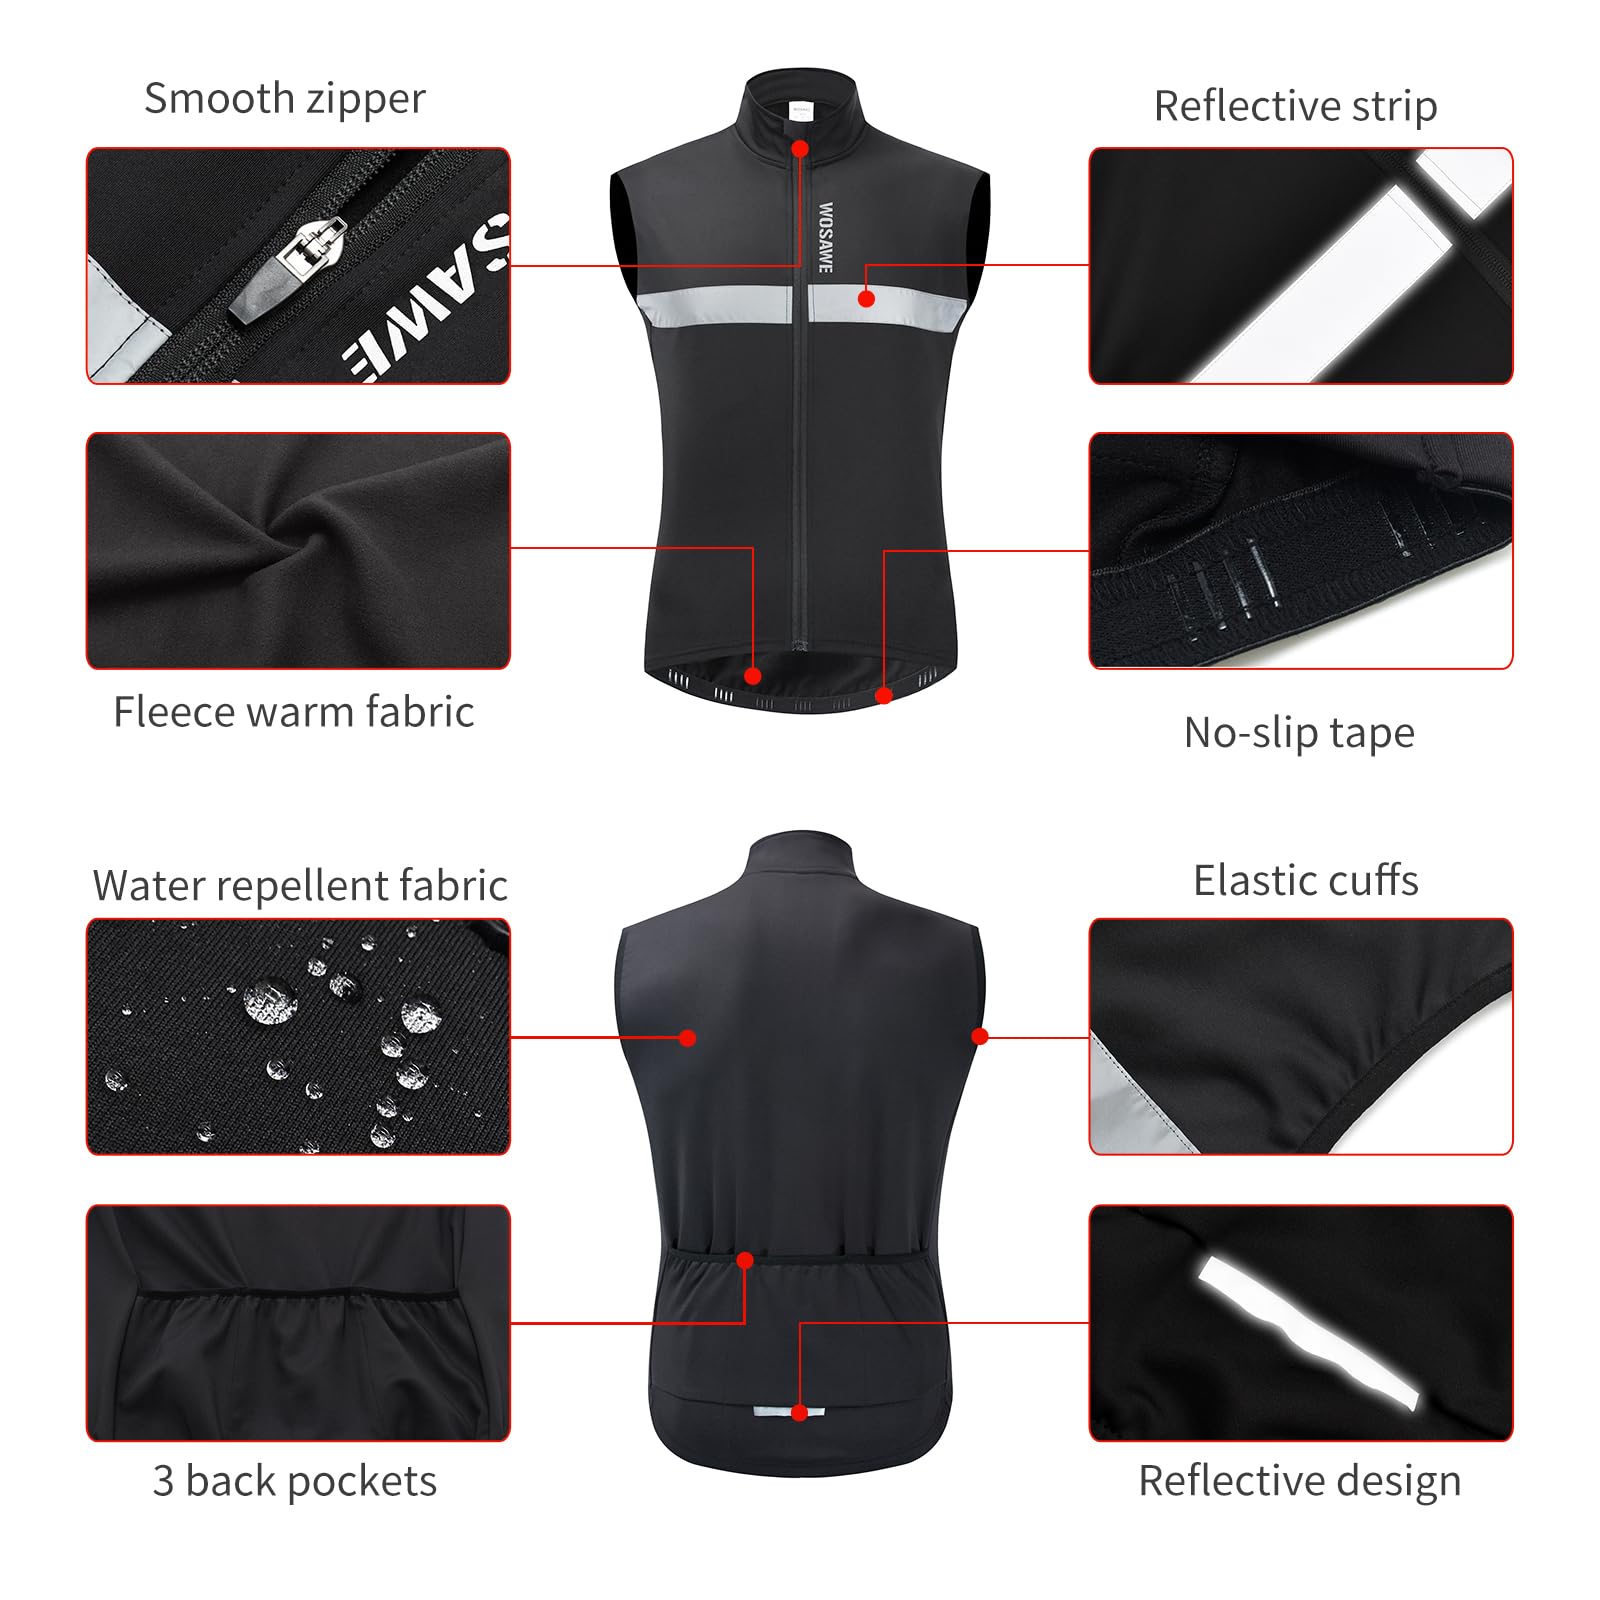 Smooth zipper
Reflective strip
WOSAWE
SAWE
Fleece warm fabric
No-slip tape
Water repellent fabric
Elastic cuffs
3 back pockets
Reflective design